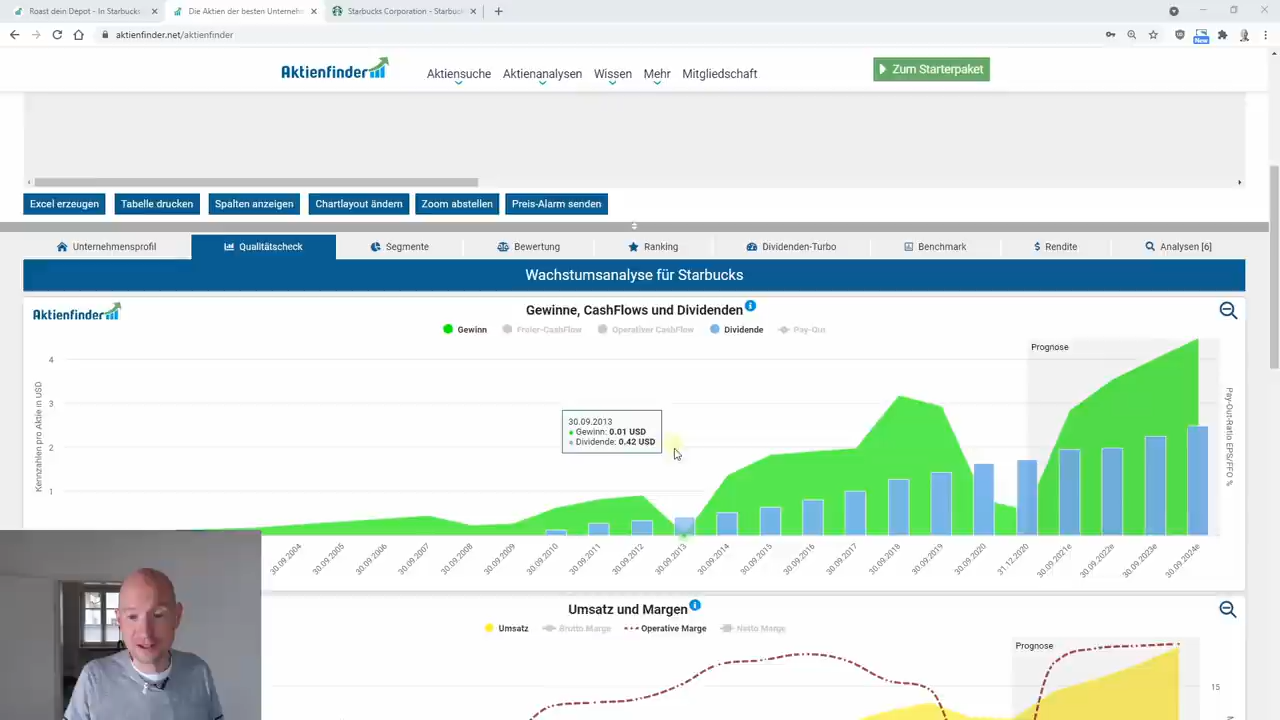 Roast dein Depot - In Starbucks
Die Aktien der besten Unternehm
Starbucks Corporation - Starbuck
aktienfinder.net/aktienfinder
New
Aktienfinder
Aktiensuche
Aktienanalysen
Wissen
Mehr
Mitgliedschaft
Zum Starterpaket
Excel erzeugen
Tabelle drucken
Spalten anzeigen
Chartlayout ändern
Zoom abstellen
Preis-Alarm senden
Unternehmensprofil
Qualitätscheck
Segmente
Bewertung
Ranking
Dividenden-Turbo
Benchmark
Rendite
Analysen [6]
Wachstumsanalyse für Starbucks
Aktienfinder
Gewinne, CashFlows und Dividenden
Gewinn
Freier-CashFlow
Operativer CashFlow
Dividende
Pay-Out
Prognose
4
3
2
1
Kennzahlen pro Aktie in USD
Pay-Out-Ratio EPS/FFO %
30.09.2013
Gewinn: 0.01 USD
Dividende: 0.42 USD
30.09.2004
30.09.2005
30.09.2006
30.09.2007
30.09.2008
30.09.2009
30.09.2010
30.09.2011
30.09.2012
30.09.2013
30.09.2014
30.09.2015
30.09.2016
30.09.2017
30.09.2018
30.09.2019
30.09.2020
31.12.2020
30.09.2021e
30.09.2022e
30.09.2023e
30.09.2024e
Umsatz und Margen
Umsatz
Brutto Marge
Operative Marge
Netto Marge
Prognose
15